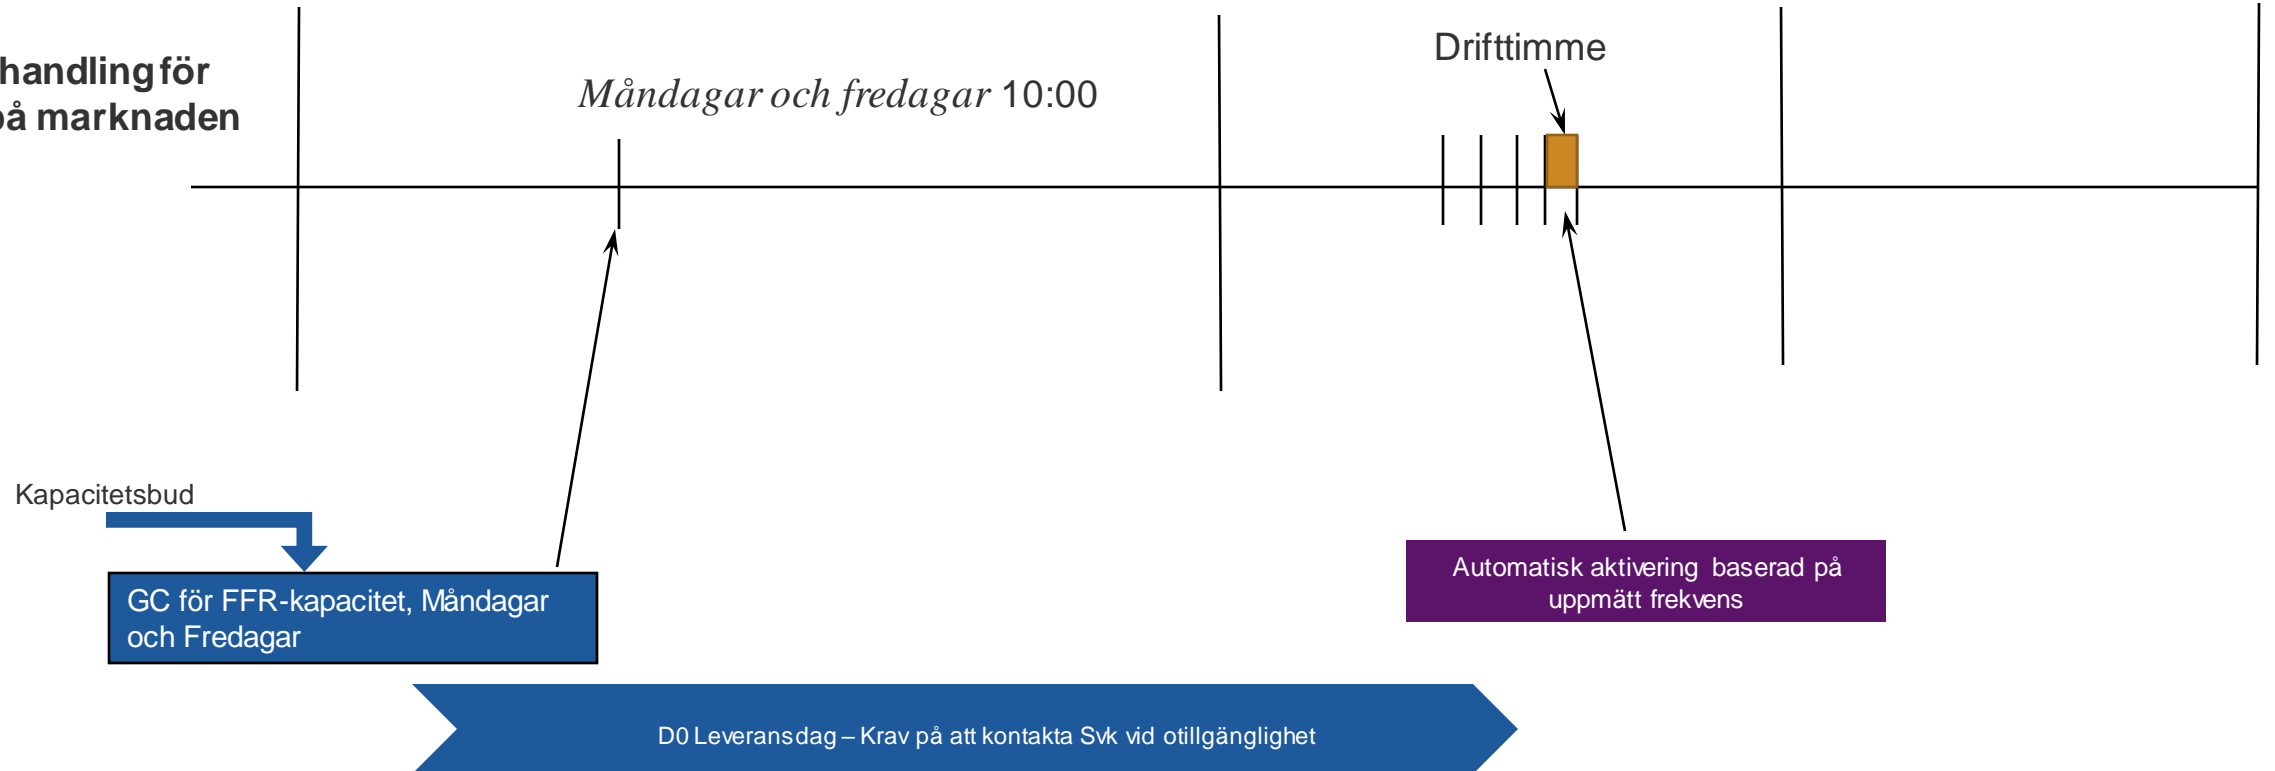 handling för
på marknaden
Måndagar och fredagar 10:00
Drifttimme
Kapacitetsbud
GC för FFR-kapacitet, Måndagar
och Fredagar
Automatisk aktivering baserad på
uppmätt frekvens
D0 Leveransdag – Krav på att kontakta Svk vid otillgänglighet